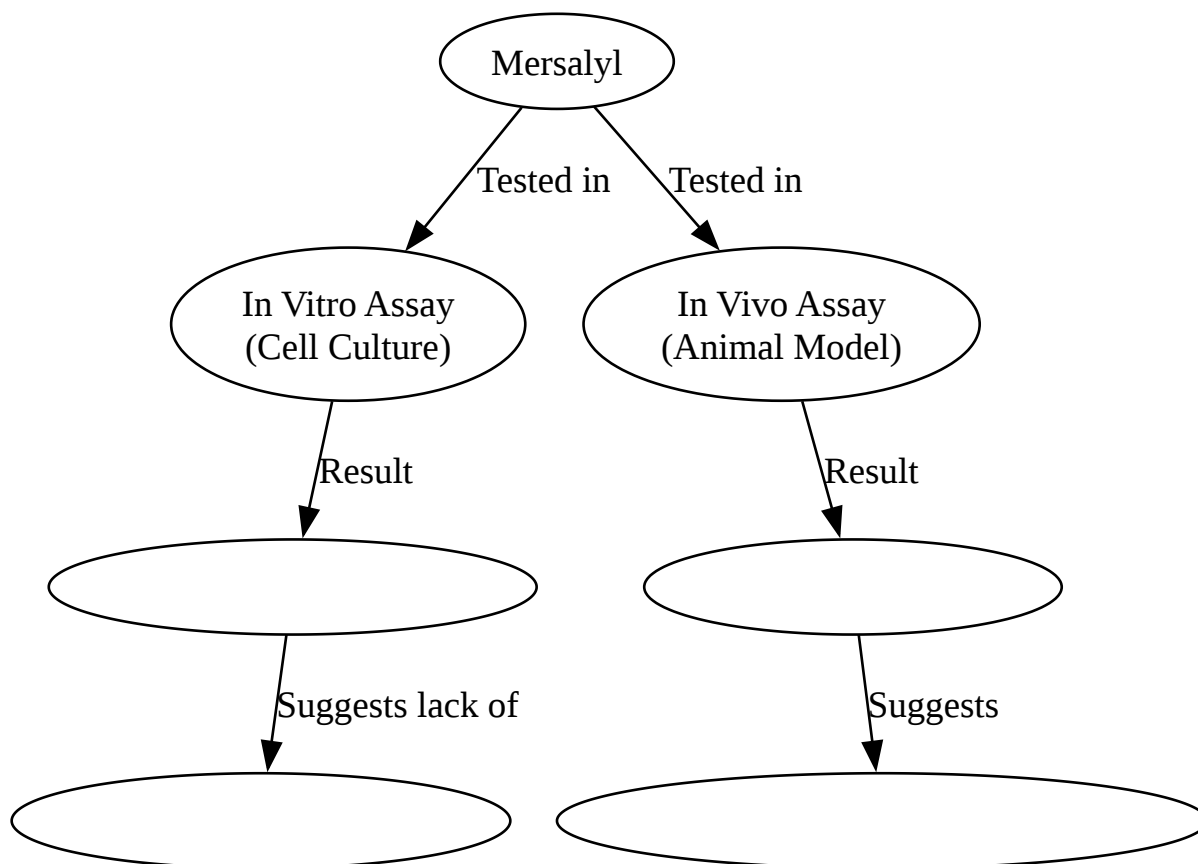 Mersalyl
Tested in
Tested in
In Vitro Assay
(Cell Culture)
In Vivo Assay
(Animal Model)
Result
Result
Suggests lack of
Suggests